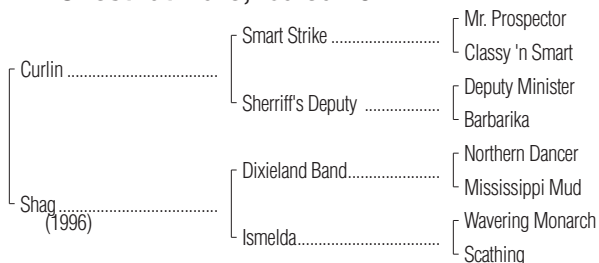 Mr. Prospector
Smart Strike ....................
Classy 'n Smart
Curlin ............................
Deputy Minister
Sherriff's Deputy ..............
Barbarika
Northern Dancer
Dixieland Band.................
Mississippi Mud
Shag..............................
(1996)
Wavering Monarch
Ismelda..........................
Scathing